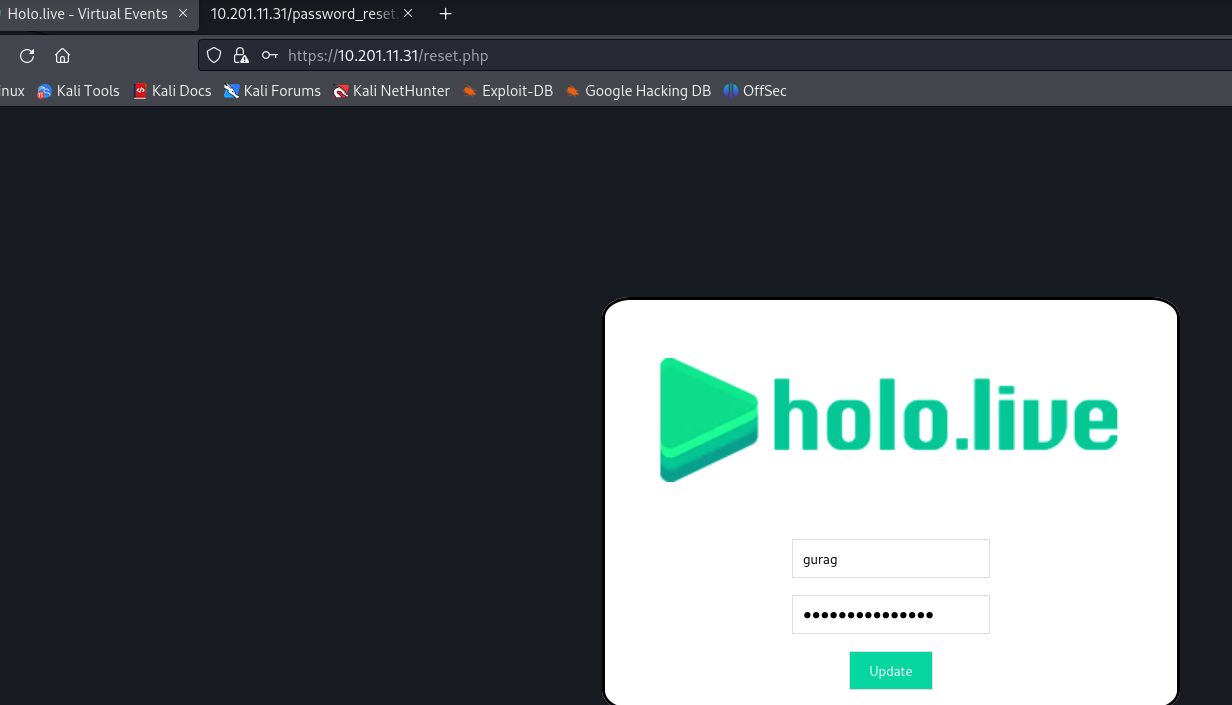 Holo.live - Virtual Events × 10.201.11.31/password_reset. × +
https://10.201.11.31/reset.php
nux Kali Tools Kali Docs Kali Forums Kali NetHunter Exploit-DB Google Hacking DB OffSec
holo.live
gurag
●●●●●●●●●●●●●●●
Update